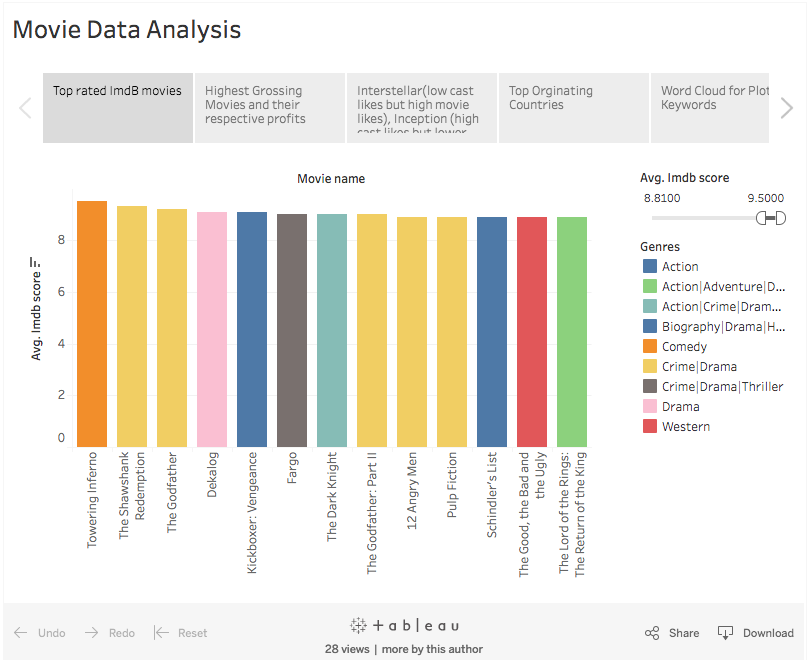 Movie Data Analysis
Top rated ImdB movies
Highest Grossing
Movies and their
respective profits
Interstellar(low cast
likes but high movie
likes), Inception (high
cast likes but lower
Top Orginating
Countries
Word Cloud for Plot
Keywords
Movie name
Avg. Imdb score
8
6
4
2
0
Towering Inferno
The Shawshank
Redemption
The Godfather
Dekalog
Kickboxer: Vengeance
Fargo
The Dark Knight
The Godfather: Part II
12 Angry Men
Pulp Fiction
Schindler's List
The Good, the Bad and
the Ugly
The Lord of the Rings:
The Return of the King
Avg. Imdb score
8.8100 9.5000
Genres
Action
Action|Adventure|D...
Action|Crime|Dram...
Biography|Drama|H...
Comedy
Crime|Drama
Crime|Drama|Thriller
Drama
Western
Undo Redo Reset
+ a b | e a u
28 views | more by this author
Share Download